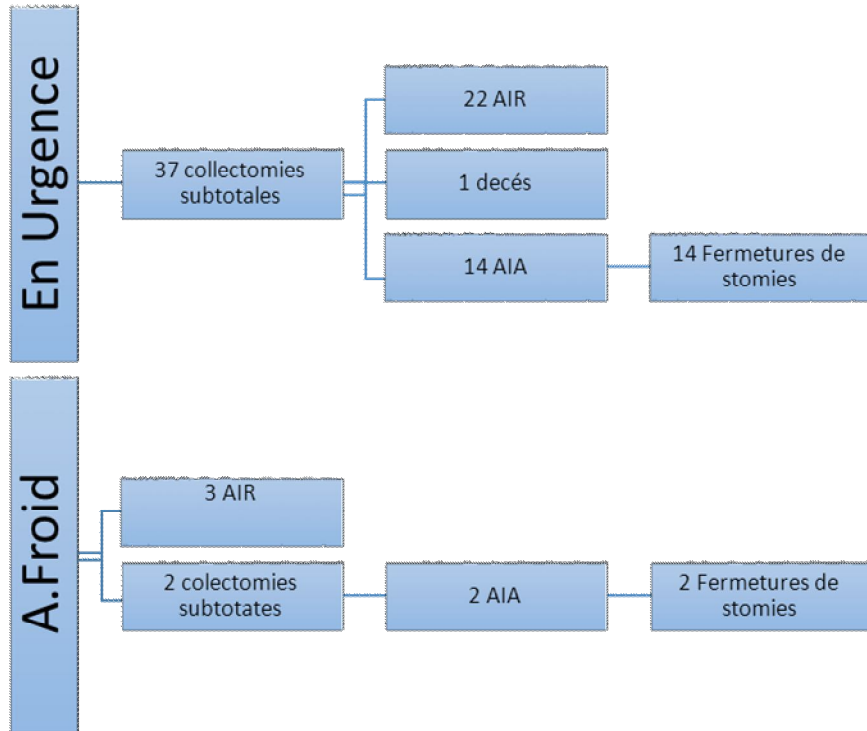 En Urgence
37 collectomies
subtotales
22 AIR
1 decés
14 AIA
14 Fermetures de
stomies
A.Froid
3 AIR
2 colectomies
subtotates
2 AIA
2 Fermetures de
stomies